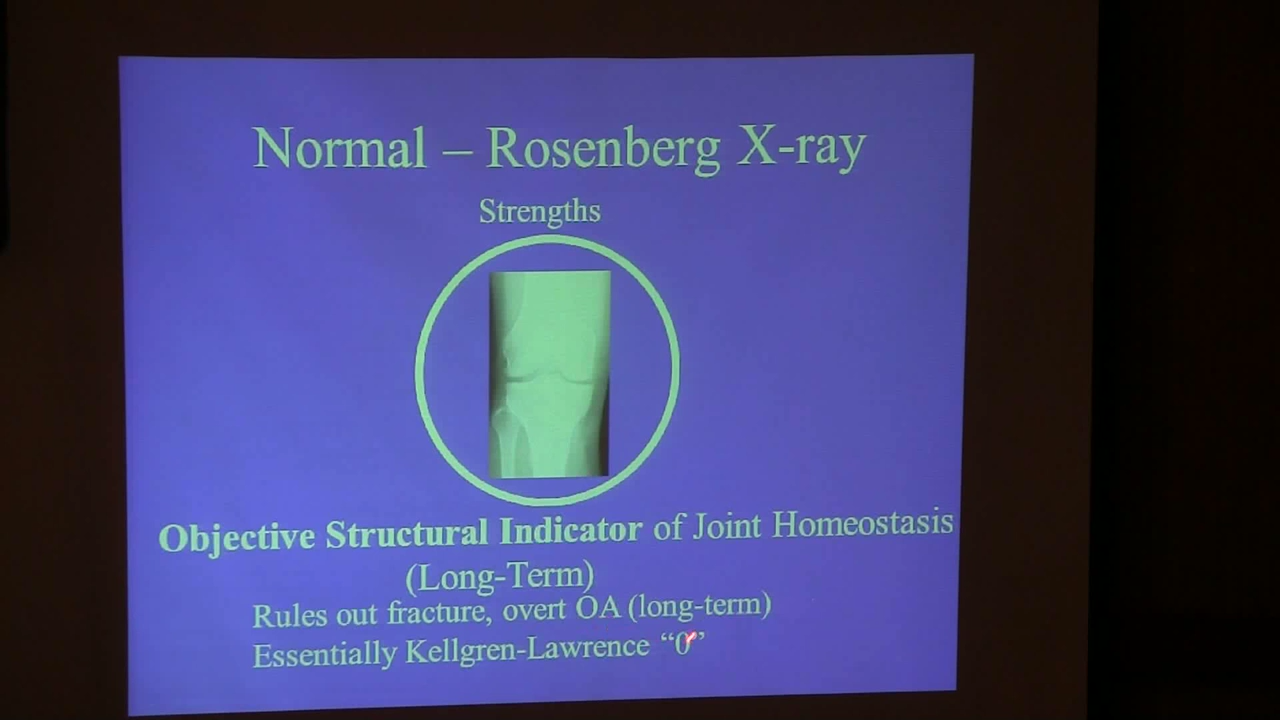 Normal – Rosenberg X-ray
Strengths
Objective Structural Indicator of Joint Homeostasis
(Long-Term)
Rules out fracture, overt OA (long-term)
Essentially Kellgren-Lawrence “0”